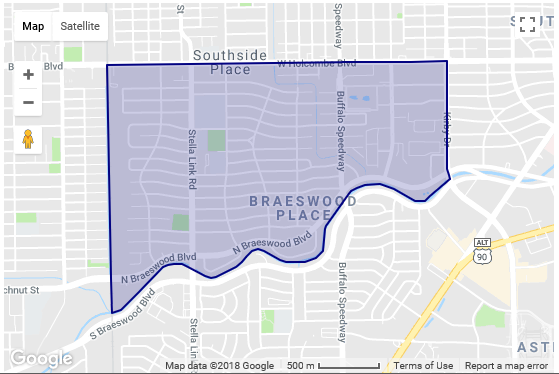 Map
Satellite
St
Speedway
SOUT
Southside
Place
B
Blvd
W Holcombe Blvd
Stella Link Rd
Buffalo Speedway
Kirby Dr
BRAESWOOD
PLACE
N Braeswood Blvd
N Braeswood Blvd
ALT
90
chnut St
S Braeswood Blvd
Stella Lin
Buffalo Speedway
AST
Google
Map data ©2018 Google
500 m
Terms of Use
Report a map error